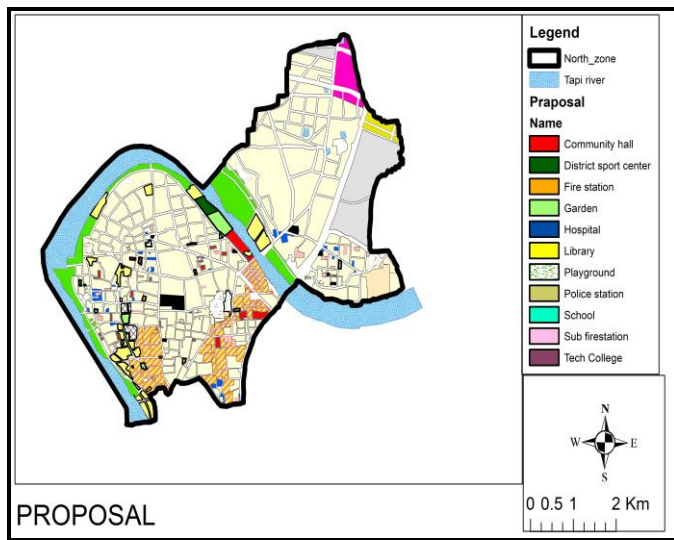 Legend
North_zone
Tapi river
Praposal
Name
Community hall
District sport center
Fire station
Garden
Hospital
Library
Playground
Police station
School
Sub firestation
Tech College
N
W E
S
0 0.5 1 2 Km
PROPOSAL